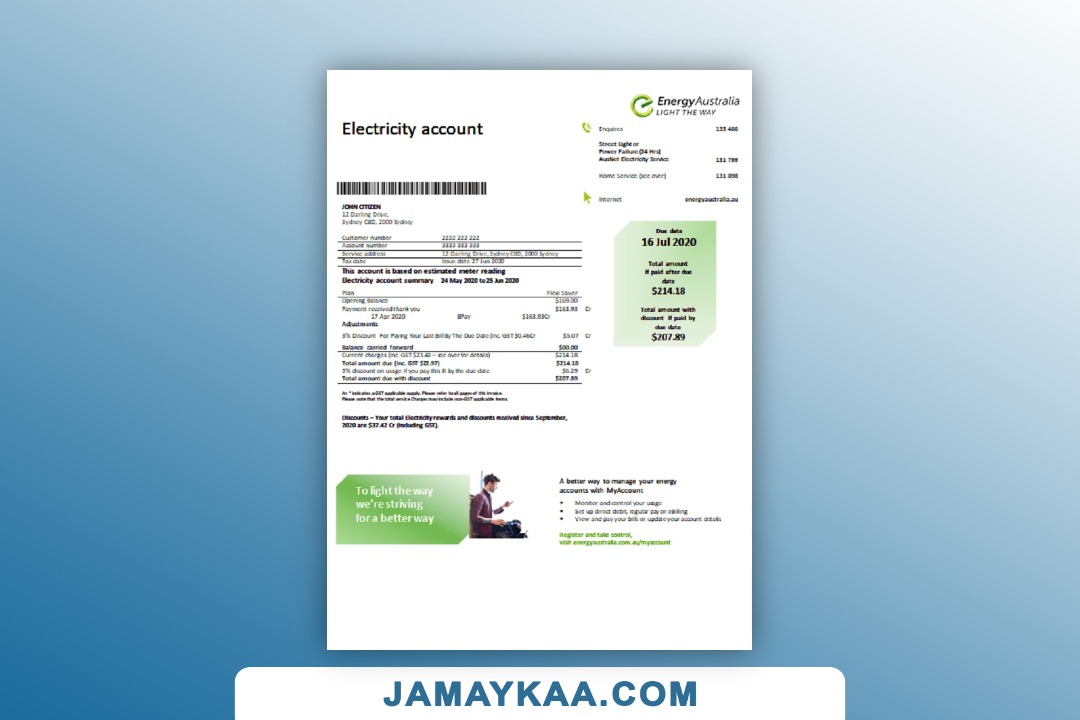 EnergyAustralia
LIGHT THE WAY
Electricity account
Enquires 133 466
Street Light or
Power Failure (24 Hrs)
AusNet Electricity Service 131 799
Home Service (see over) 131 898
Internet energyaustralia.au
JOHN CITIZEN
12 Darling Drive,
Sydney CBD, 2000 Sydney
Customer number 2222 222 222
Account number 3333 333 333
Service address 12 Darling Drive, Sydney CBD, 2000 Sydney
Tax date Issue date 27 Jun 2020
This account is based on estimated meter reading
Electricity account summary 24 May 2020 to 25 Jun 2020
Plan Flexi Saver
Opening Balance $169.00
Payment received thank you $163.93 Cr
17 Apr 2020 BPay $163.93Cr
Adjustments
3% Discount For Paying Your Last Bill By The Due Date (inc. GST $0.46Cr $5.07 Cr
Balance carried forward $00.00
Current charges (inc. GST $23.43 – see over for details) $214.18
Total amount due (inc. GST $22.97) $214.18
3% discount on usage if you pay this ill by the due date $6.29 Cr
Total amount due with discount $207.89
An * indicates a GST applicable supply. Please refer to all pages of this invoice.
Please note that the total service Charges may include non-GST applicable items.
Discounts – Your total Electricity rewards and discounts received since September,
2020 are $37.42 Cr (including GST).
Due date
16 Jul 2020
Total amount
if paid after due
date
$214.18
Total amount with
discount if paid by
due date
$207.89
To light the way
we're striving
for a better way
A better way to manage your energy
accounts with MyAccount
• Monitor and control your usage
• Set up direct debit, regular pay or eBilling
• View and pay your bills or update your account details
Register and take control,
visit energyaustralia.com.au/myaccount
JAMAYKAA.COM